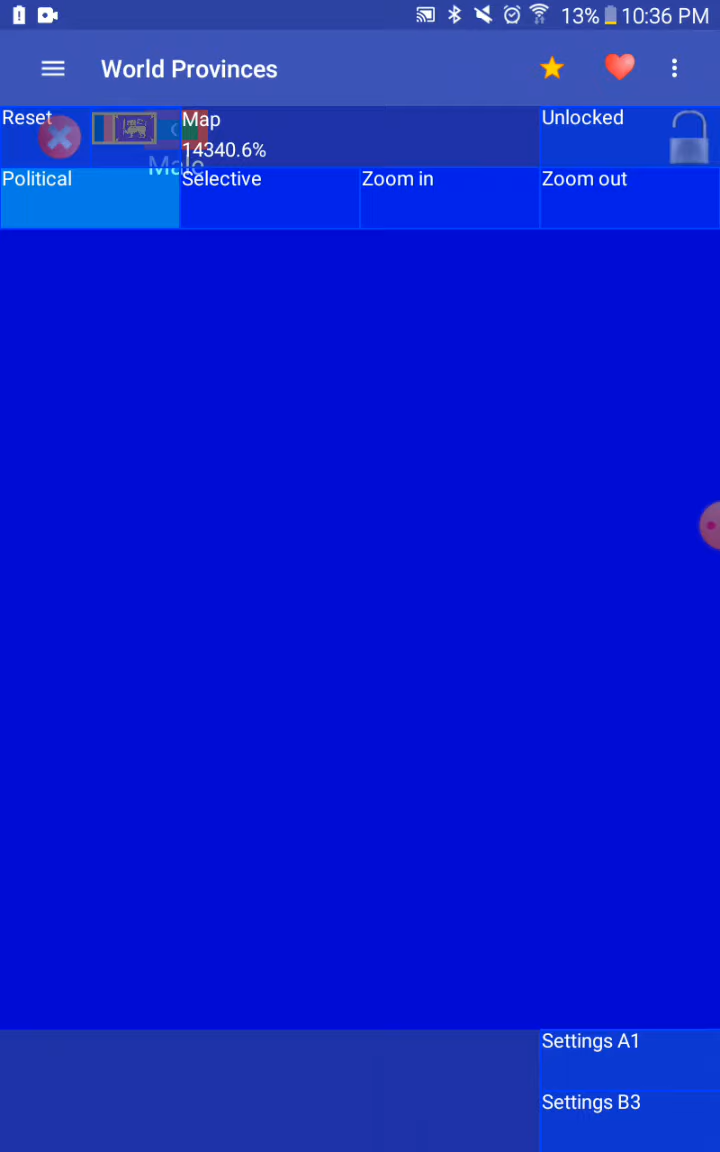 13% 10:36 PM
World Provinces
Reset
Map
Unlocked
14340.6%
Male
Political
Selective
Zoom in
Zoom out
Settings A1
Settings B3